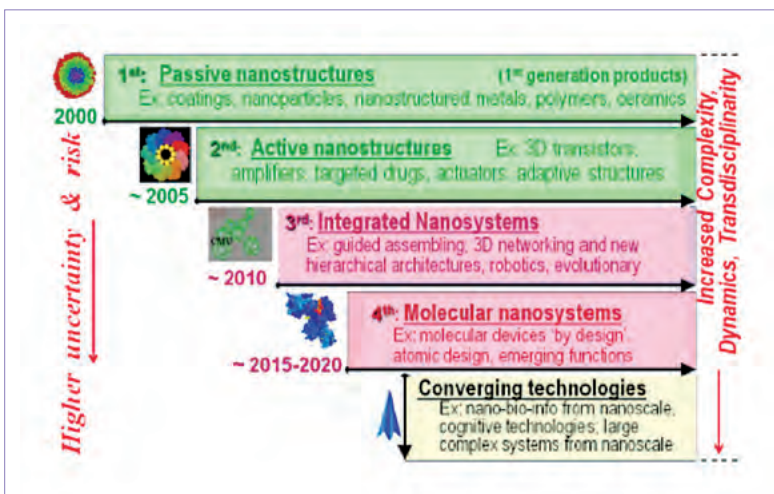 1st: Passive nanostructures (1st generation products)
Ex: coatings, nanoparticles, nanostructured metals, polymers, ceramics
2000
2nd: Active nanostructures Ex: 3D transistors,
amplifiers, targeted drugs, actuators, adaptive structures
~ 2005
3rd: Integrated Nanosystems
Ex: guided assembling, 3D networking and new
hierarchical architectures, robotics, evolutionary
CMU
~ 2010
4th: Molecular nanosystems
Ex: molecular devices 'by design',
atomic design, emerging functions
~ 2015-2020
Converging technologies
Ex: nano-bio-info from nanoscale,
cognitive technologies; large
complex systems from nanoscale
Higher uncertainty & risk
Increased Complexity,
Dynamics, Transdisciplinarity